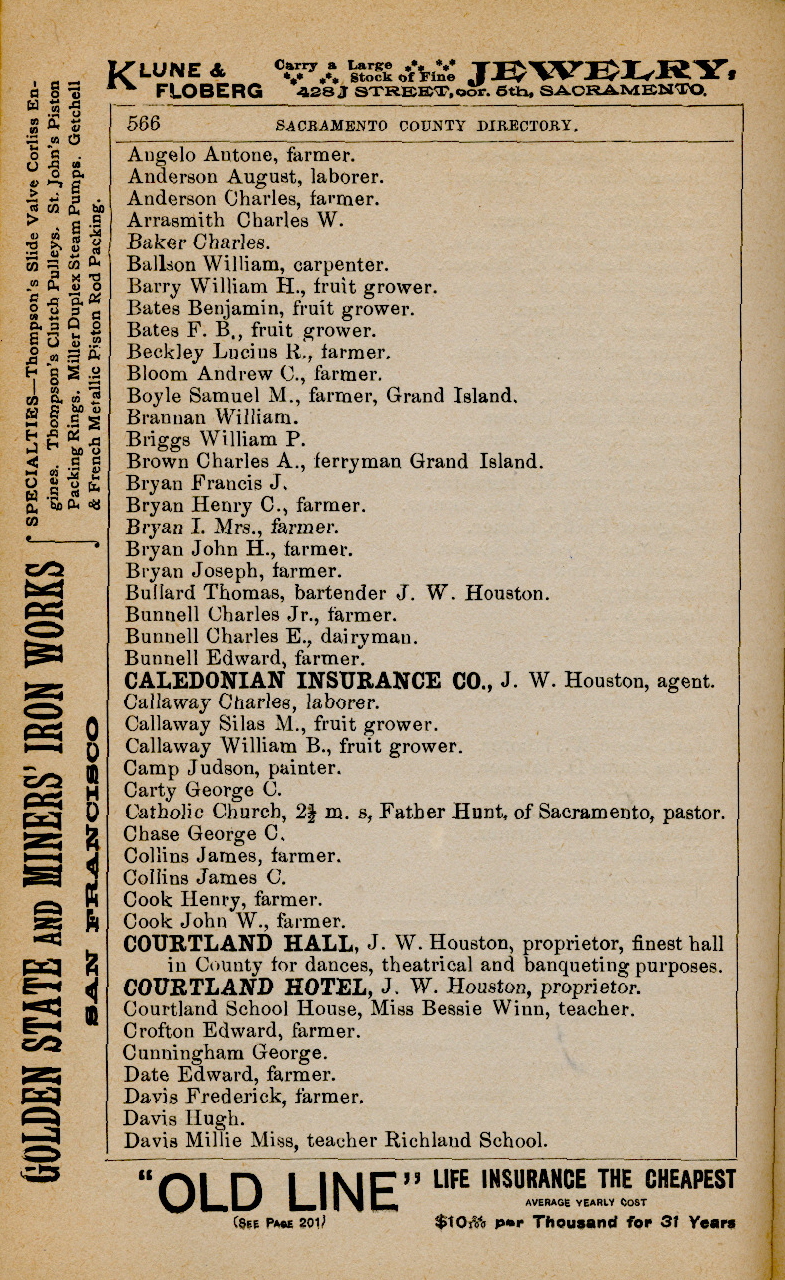 KLUNE & FLOBERG
Carry a Large Stock of Fine
JEWELRY,
428 J STREET, cor. 5th, SACRAMENTO.
566 SACRAMENTO COUNTY DIRECTORY.
Angelo Antone, farmer.
Anderson August, laborer.
Anderson Charles, farmer.
Arrasmith Charles W.
Baker Charles.
Ballson William, carpenter.
Barry William H., fruit grower.
Bates Benjamin, fruit grower.
Bates F. B., fruit grower.
Beckley Lucius R., farmer.
Bloom Andrew C., farmer.
Boyle Samuel M., farmer, Grand Island.
Brannan William.
Briggs William P.
Brown Charles A., ferryman Grand Island.
Bryan Francis J.
Bryan Henry C., farmer.
Bryan I. Mrs., farmer.
Bryan John H., farmer.
Bryan Joseph, farmer.
Bullard Thomas, bartender J. W. Houston.
Bunnell Charles Jr., farmer.
Bunnell Charles E., dairyman.
Bunnell Edward, farmer.
CALEDONIAN INSURANCE CO., J. W. Houston, agent.
Callaway Charles, laborer.
Callaway Silas M., fruit grower.
Callaway William B., fruit grower.
Camp Judson, painter.
Carty George C.
Catholic Church, 2½ m. s, Father Hunt, of Sacramento, pastor.
Chase George C.
Collins James, farmer.
Collins James C.
Cook Henry, farmer.
Cook John W., farmer.
COURTLAND HALL, J. W. Houston, proprietor, finest hall
in County for dances, theatrical and banqueting purposes.
COURTLAND HOTEL, J. W. Houston, proprietor.
Courtland School House, Miss Bessie Winn, teacher.
Crofton Edward, farmer.
Cunningham George.
Date Edward, farmer.
Davis Frederick, farmer.
Davis Hugh.
Davis Millie Miss, teacher Richland School.
GOLDEN STATE AND MINERS' IRON WORKS
SAN FRANCISCO
SPECIALTIES—Thompson's Slide Valve Corliss En-
gines. Thompson's Clutch Pulleys. St. John's Piston
Packing Rings. Miller Duplex Steam Pumps. Getchell
& French Metallic Piston Rod Packing.
"OLD LINE"
(SEE PAGE 201)
LIFE INSURANCE THE CHEAPEST
AVERAGE YEARLY COST
per Thousand for 31 Years